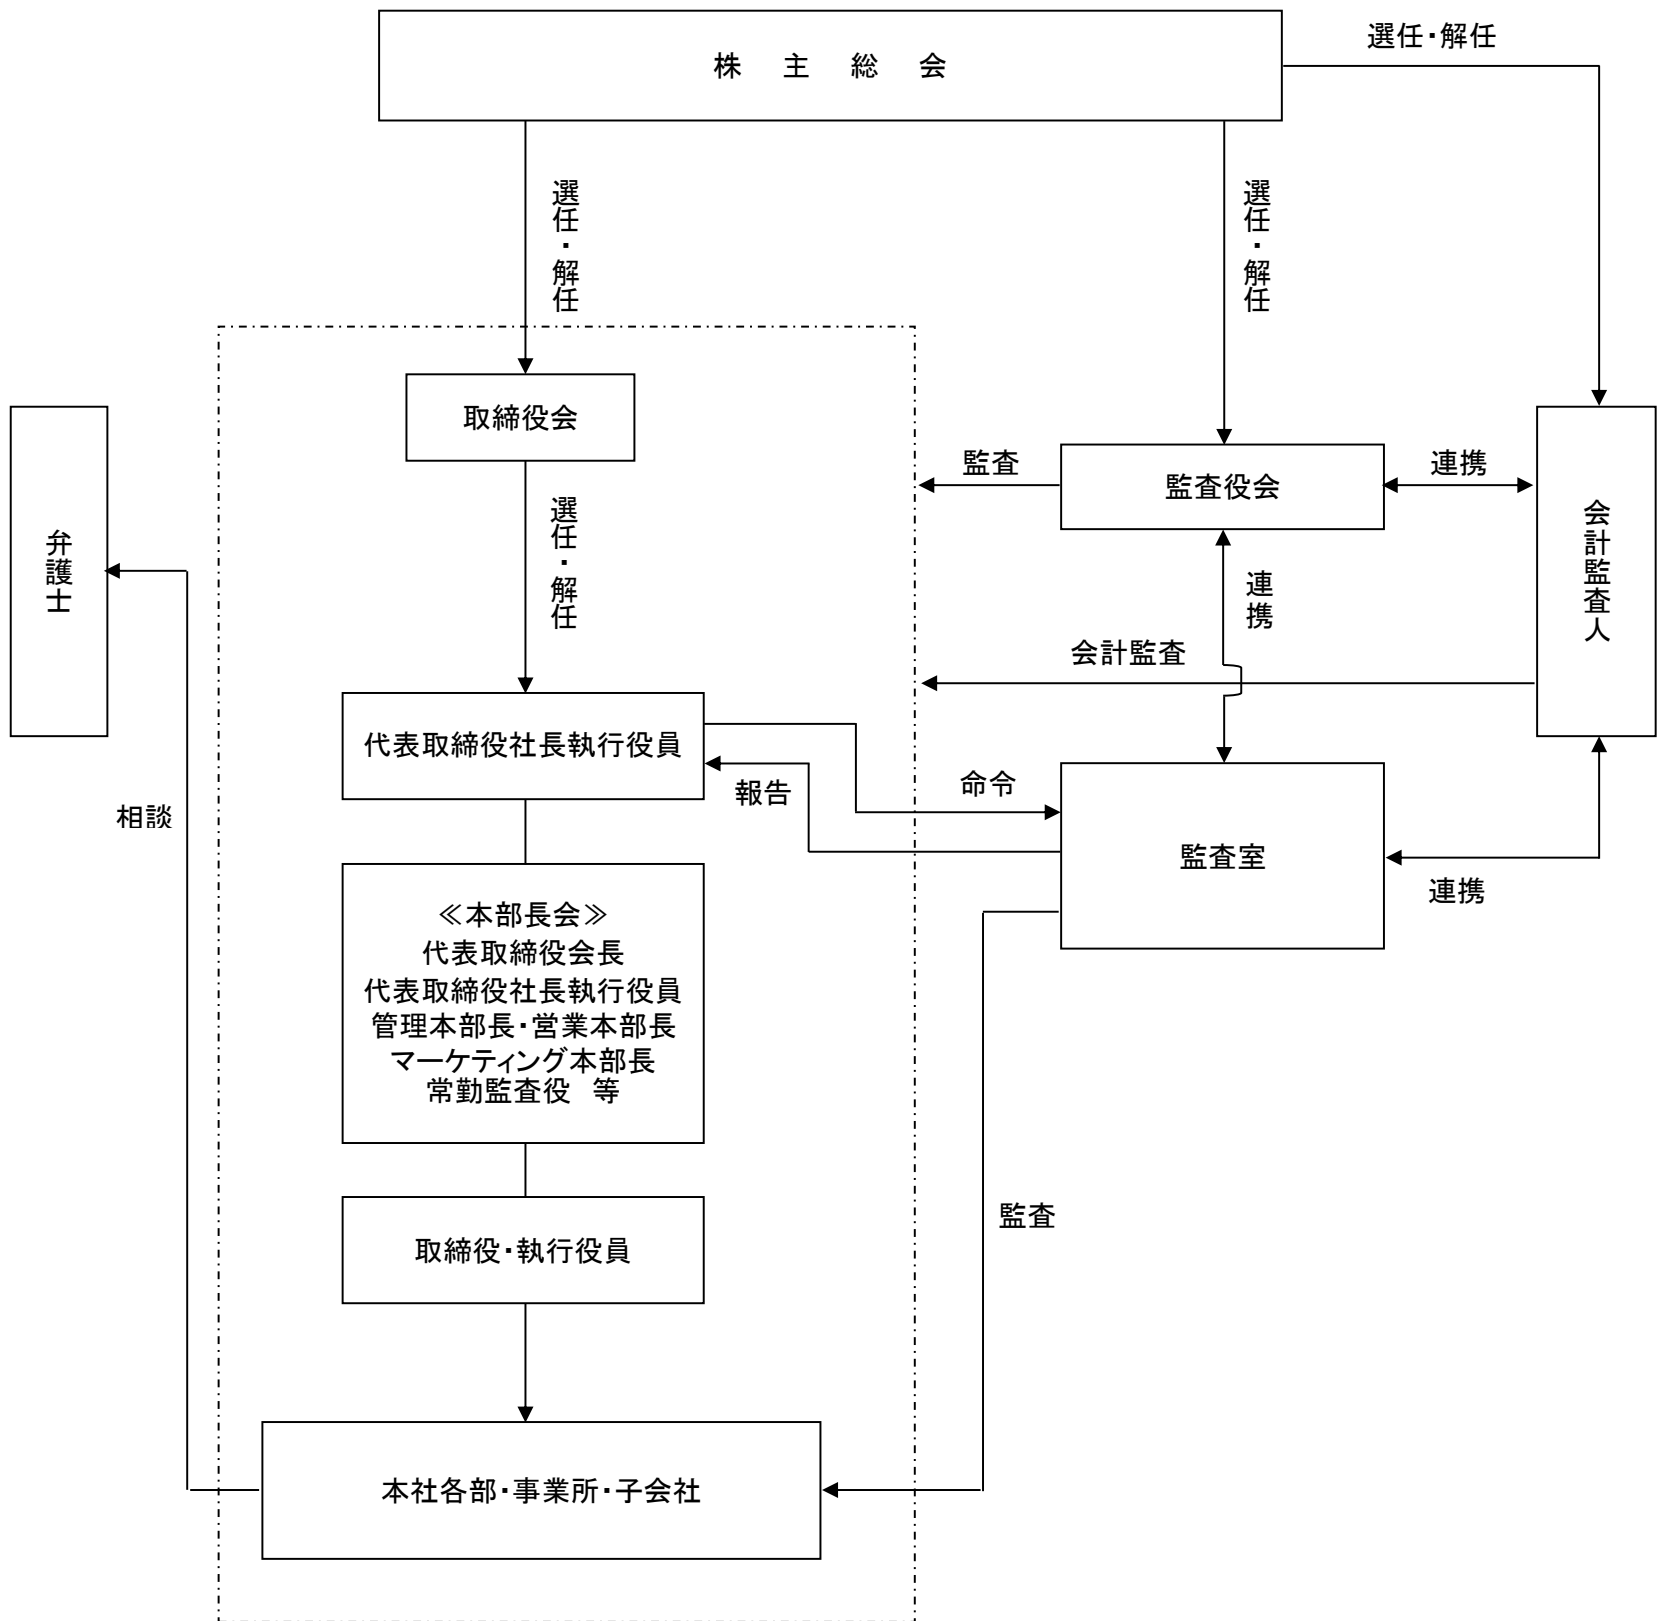 株 主 総 会
選任・解任
選任・解任
選任・解任
取締役会
監査
監査役会
連携
会計監査人
弁護士
選任・解任
連携
会計監査
代表取締役社長執行役員
報告
命令
相談
監査室
連携
≪本部長会≫
代表取締役会長
代表取締役社長執行役員
管理本部長・営業本部長
マーケティング本部長
常勤監査役 等
監査
取締役・執行役員
本社各部・事業所・子会社